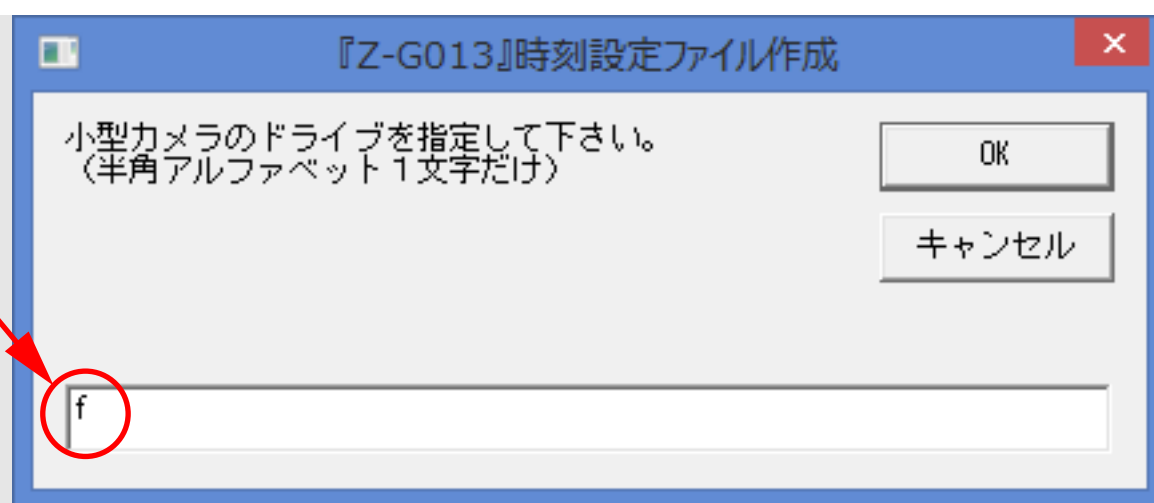 『Z-G013』時刻設定ファイル作成
小型カメラのドライブを指定して下さい。
（半角アルファベット１文字だけ）
OK
キャンセル
f